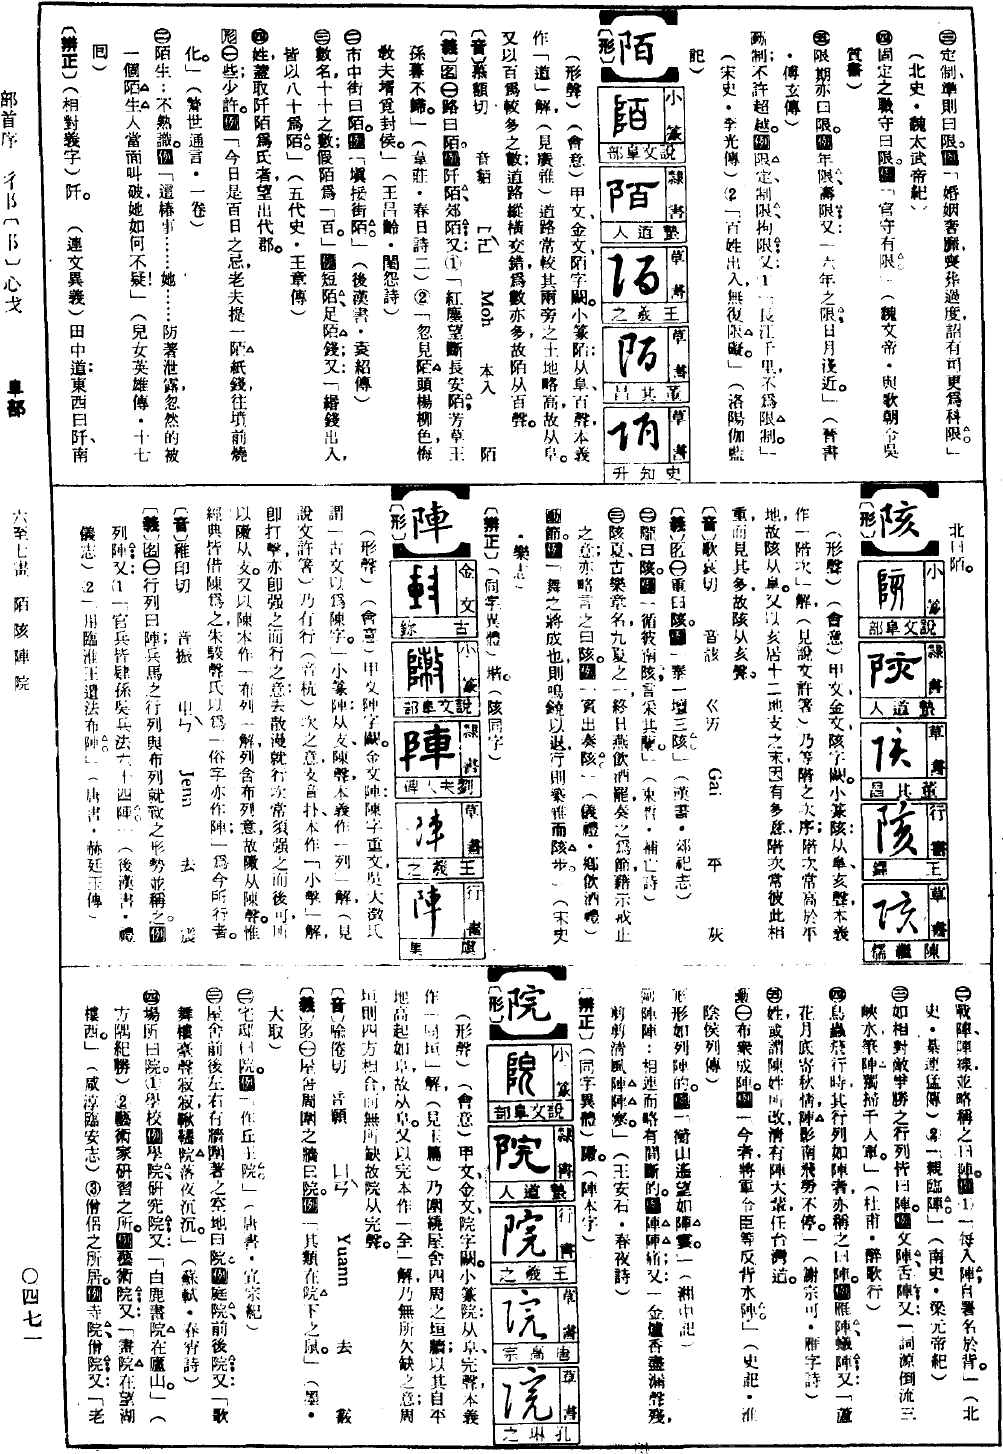 ㊂定制準則曰限。例「婚姻奢靡喪葬過度詔有司更爲科限。」
（北史·魏太武帝紀）
㊃固定之職守曰限。例「官守有限」（魏文帝·與歌朝令吳
質書）
㊄限期亦曰限。例年限壽限又「六年之限日月淺近。」（晉書
·傅玄傳）
動制不許超越。例限定制限拘限又1「長江千里不爲限制」
（宋史·李光傳）⑵「百姓出入無復限礙。」（洛陽伽藍
記）
陌
〔形〕
小篆 說文阜部
隸書 蟄道人
草書 王羲之
草書 董其昌
草書 史知升
（形聲）（會意）甲文金文陌字闕。小篆陌从阜百聲本義
作「道」解（見廣雅）道路常較其兩旁之土地略高故从阜。
又以百爲較多之數道路縱橫交錯爲數亦多故陌从百聲。
〔音〕慕額切 音貊 ㄇㄛˋ Moh 本入 陌
〔義〕名㊀路曰陌。例阡陌郊陌又①「紅塵望斷長安陌芳草王
孫暮不歸。」（韋莊·春日詩二）②「忽見陌頭楊柳色悔
教夫壻覓封侯。」（王昌齡·閨怨詩）
㊁市中街曰陌。例「塡接街陌」（後漢書·袁紹傳）
㊂數名十十之數假陌爲「百。」例短陌足陌錢又「緡錢出入
皆以八十爲陌」（五代史·王章傳）
㊃姓蓋取阡陌爲氏者望出代郡。
形㊀些少許。例「今日是百日之忌老夫提一陌紙錢往墳前燒
化。」（警世通言·一卷）
㊁陌生：不熟識。例「這樁事……她……防著泄露忽然的被
一個陌生人當面叫破她如何不疑」（兒女英雄傳·十七
回）
〔辨正〕（相對義字）阡。（連文異義）田中道東西曰阡南
北曰陌。
陔
〔形〕
小篆 說文阜部
隸書 蟄道人
草書 董其昌
行書 王鐸
草書 陳繼儒
（形聲）（會意）甲文金文陔字闕。小篆陔从阜亥聲本義
作「階次」解（見說文許箸）乃等階之次序階次常高於平
地故陔从阜。又以亥居十二地支之末因有多意階次常彼此相
重而見其多故陔从亥聲。
〔音〕歌哀切 音該 ㄍㄞ Gai 平 灰
〔義〕名㊀重曰陔。例「泰一壇三陔」（漢書·郊祀志）
㊁隴曰陔。例「循彼南陔言采其蘭。」（束晳·補亡詩）
㊂陔夏古樂章名九夏之一終日燕飲酒罷奏之爲節藉示戒止
之意亦略言之曰陔。例「賓出奏陔」（儀禮·鄉飲酒禮）
動節。例「舞之將成也則鳴鐃以退行則築雅而陔步。」（宋史
·樂志）
〔辨正〕（同字異體）㱾（陔同字）
陣
〔形〕
金文 古鉨
小篆 說文阜部
隸書 劉夫人碑
草書 王羲之
行書 虞集
（形聲）（會意）甲文陣字闕。金文陣陳字重文吳大澂氏
謂「古文以爲陳字。」小篆陣从攴陳聲本義作「列」解（見
說文許箸）乃有行（音杭）次之意攴音扑本作「小擊」解
卽打擊亦卽强之而行之意去散漫就行次常須强之而後可所
以敶从攴又以陳本作「布列」解列含布列意故敶从陳聲惟
經典皆借陳爲之朱駿聲氏以爲「俗字亦作陣」爲今所行者。
〔音〕稚印切 音振 ㄓㄣˋ Jenn 去 震
〔義〕名㊀行列曰陣兵馬之行列與布列就戰之形勢並稱之。例
列陣又⑴「官兵皆肄係吳兵法六十四陣」（後漢書·禮
儀志）⑵「用臨淮王遺法布陣」（唐書·郝廷玉傳）
㊁戰陣陣線並略稱之曰陣。例⑴「每入陣自署名於背。」（北
史·綦連猛傳）⑵「親臨陣」（南史·梁元帝紀）
㊂如相對敵爭勝之行列皆曰陣。例文陣舌陣又「詞源倒流三
峽水筆陣獨掃千人軍」（杜甫·醉歌行）
㊃鳥蟲羣行時其行列如陣者亦稱之曰陣。例雁陣蟻陣又「蘆
花月底寄秋情陣影南飛勢不停。」（謝宗可·雁字詩）
㊄姓或謂陳姓所改淸有陣大猷任台灣道。
動㊀布衆成陣。例「今者將軍令臣等反背水陣。」（史記·淮
陰侯列傳）
形形如列陣的。例「衡山遙望如陣雲」（湘中記）
副陣陣：相連而略有間斷的。例陣陣痛又「金爐香盡漏聲殘
剪剪淸風陣陣寒」（王安石·春夜詩）
〔辨正〕（同字異體）敶（陣本字）
院
〔形〕
小篆 說文阜部
隸書 蟄道人
行書 王羲之
草書 唐高宗
草書 孔琳之
（形聲）（會意）甲文金文院字闕。小篆院从阜完聲本義
作「周垣」解（見玉篇）乃圍繞屋舍四周之垣牆以其自平
地高起如阜故从阜。又以完本作「全」解乃無所欠缺之意周
垣則四方相合而無所缺故院从完聲。
〔音〕喻倦切 音願 ㄩㄢˋ Yuann 去 霰
〔義〕名㊀屋舍周圍之牆曰院。例「其類在院下之鼠。」（墨·
大取）
㊁宅邸曰院。例「作丘王院」（唐書·宣宗紀）
㊂屋舍前後左右有牆圍著之空地曰院。例庭院前後院又「歌
舞樓臺聲寂寂鞦韆院落夜沉沉。」（蘇軾·春宵詩）
㊃場所曰院⑴學校例學院硏究院又「白鹿書院在廬山。」（
方隅紀勝）②藝術家研習之所。例藝術院又「畫院在望湖
樓西。」（咸淳臨安志）③僧侶之所居。例寺院僧院又「老
部首序 彳阝〔阝〕心戈 阜部 六至七畫 陌陔陣院 〇四七一